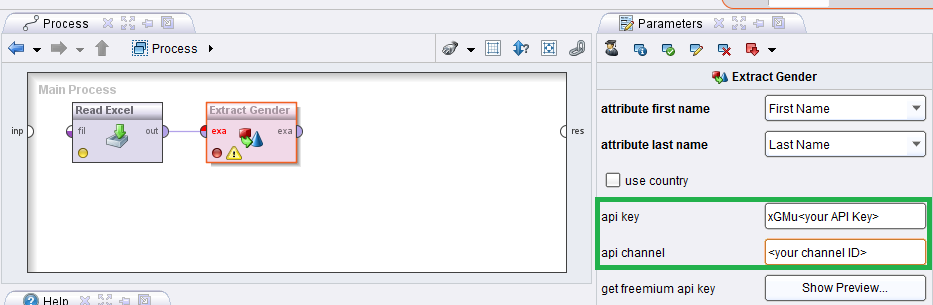 Process
Parameters
Process
Extract Gender
Main Process
Read Excel
Extract Gender
inp
fil
out
exa
exa
res
attribute first name
First Name
attribute last name
Last Name
use country
api key
xGMu<your API Key>
api channel
<your channel ID>
get freemium api key
Show Preview...
Help